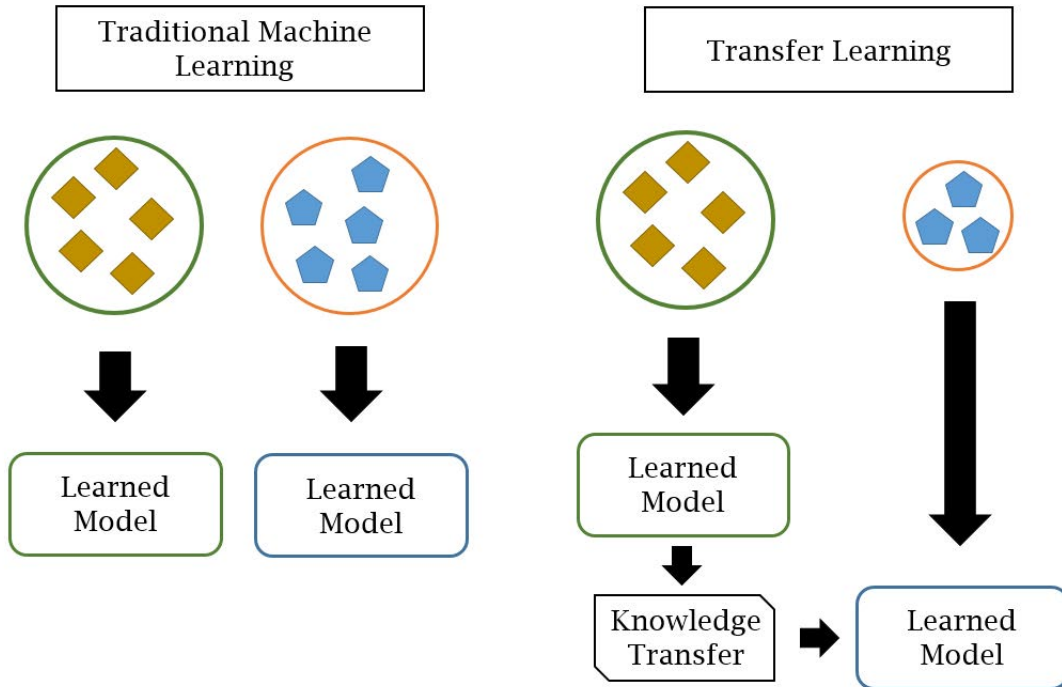 Traditional Machine
Learning
Transfer Learning
Learned
Model
Learned
Model
Learned
Model
Knowledge
Transfer
Learned
Model